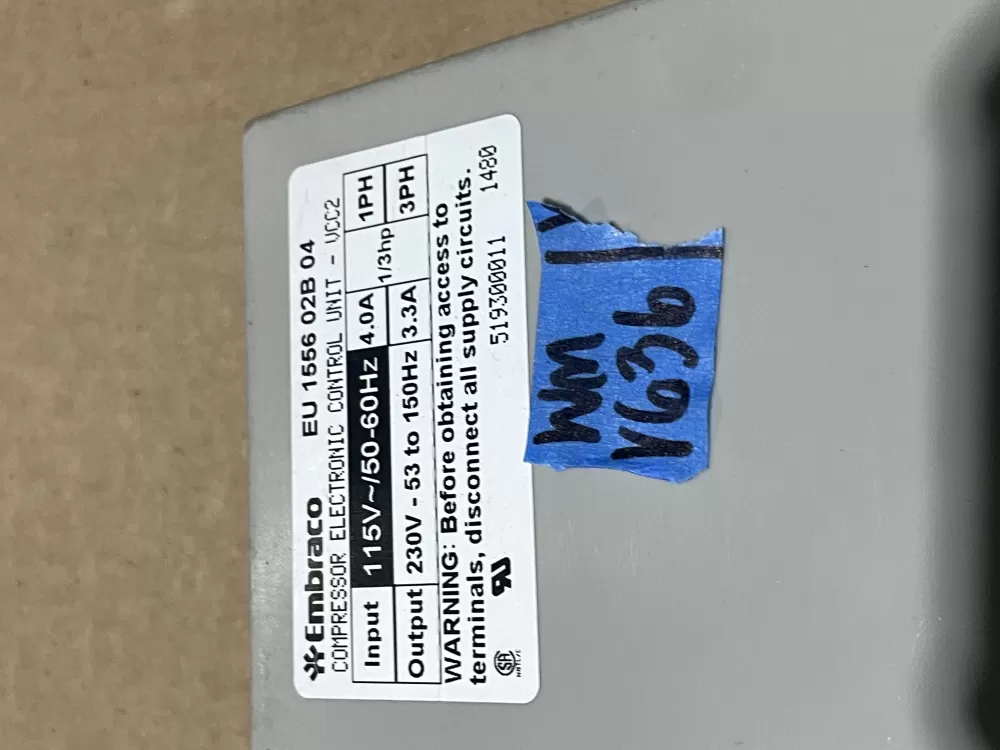 Embraco EU 1556 02B 04
COMPRESSOR ELECTRONIC CONTROL UNIT - VCC2
Input 115V~/50-60Hz 4.0A 1/3hp 1PH
Output 230V - 53 to 150Hz 3.3A 3PH
WARNING: Before obtaining access to
terminals, disconnect all supply circuits.
519300011 1480
WM
V636